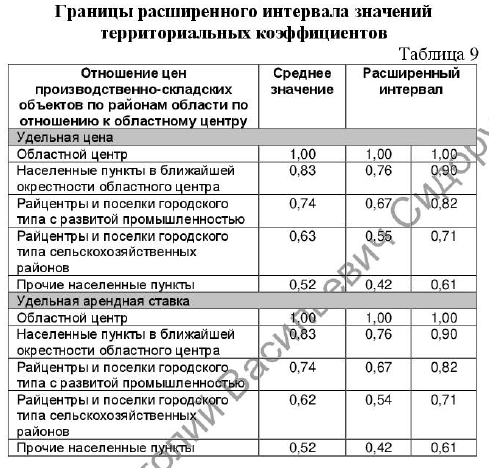 Границы расширенного интервала значений
территориальных коэффициентов
Таблица 9
Отношение цен производственно-складских объектов по районам области по отношению к областному центру Среднее значение Расширенный интервал
Удельная цена
Областной центр 1,00 1,00 1,00
Населенные пункты в ближайшей 0,83 0,76 0,90
окрестности областного центра
Райцентры и поселки городского 0,74 0,67 0,82
типа с развитой промышленностью
Райцентры и поселки городского 0,63 0,55 0,71
типа сельскохозяйственных
районов
Прочие населенные пункты 0,52 0,42 0,61
Удельная арендная ставка
Областной центр 1,00 1,00 1,00
Населенные пункты в ближайшей 0,83 0,76 0,90
окрестности областного центра
Райцентры и поселки городского 0,74 0,67 0,82
типа с развитой промышленностью
Райцентры и поселки городского 0,62 0,54 0,71
типа сельскохозяйственных
районов
Прочие населенные пункты 0,52 0,42 0,61
Васильевич